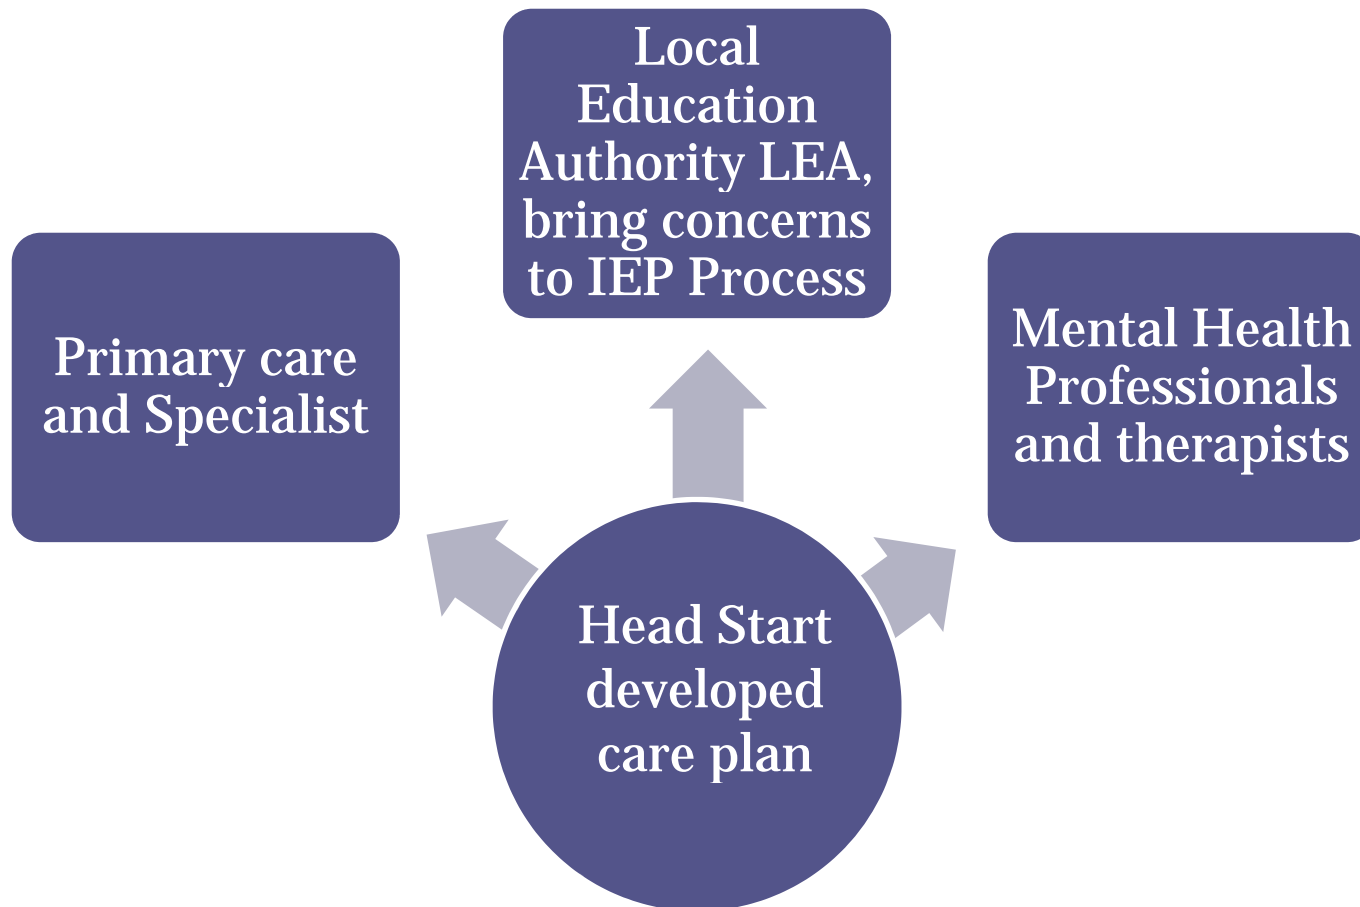 Local
Education
Authority LEA,
bring concerns
to IEP Process
Primary care
and Specialist
Mental Health
Professionals
and therapists
Head Start
developed
care plan